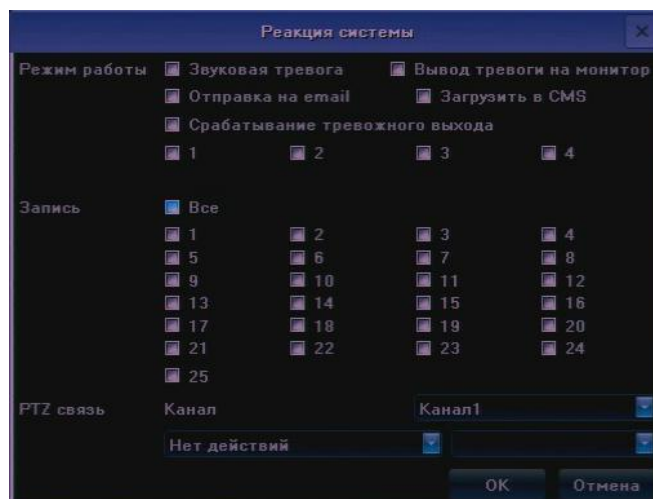 Реакция системы
Режим работы Звуковая тревога Вывод тревоги на монитор
Отправка на email Загрузить в CMS
Срабатывание тревожного выхода
1 2 3 4
Запись Все
1 2 3 4
5 6 7 8
9 10 11 12
13 14 15 16
17 18 19 20
21 22 23 24
25
PTZ связь Канал Канал1
Нет действий
OK Отмена